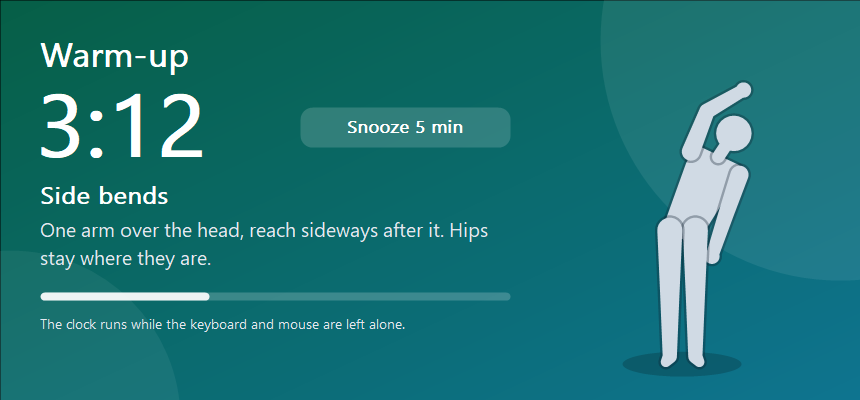 Warm-up
3:12
Snooze 5 min
Side bends
One arm over the head, reach sideways after it. Hips
stay where they are.
The clock runs while the keyboard and mouse are left alone.